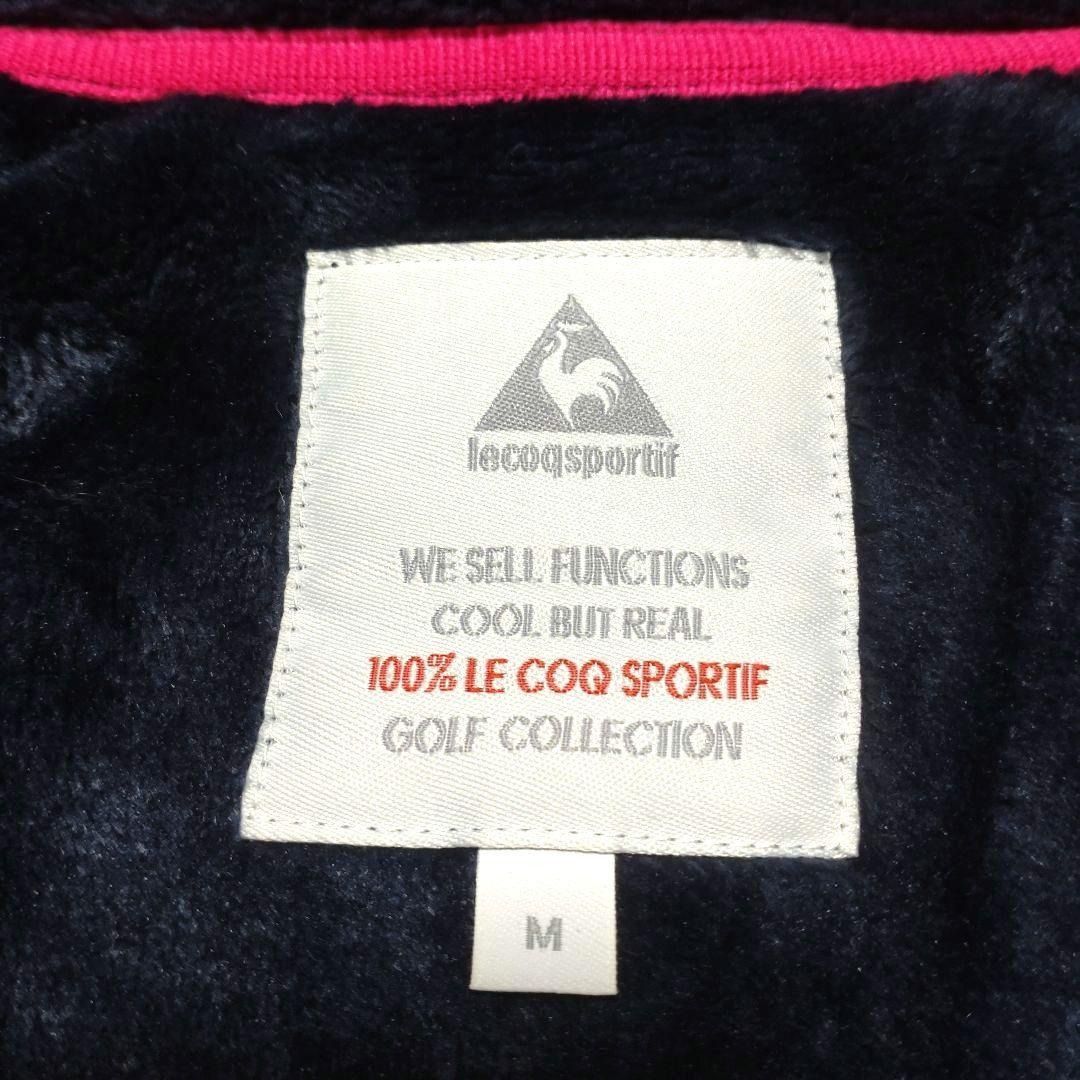 lecoqsportif
WE SELL FUNCTIONS
COOL BUT REAL
100% LE COQ SPORTIF
GOLF COLLECTION
M